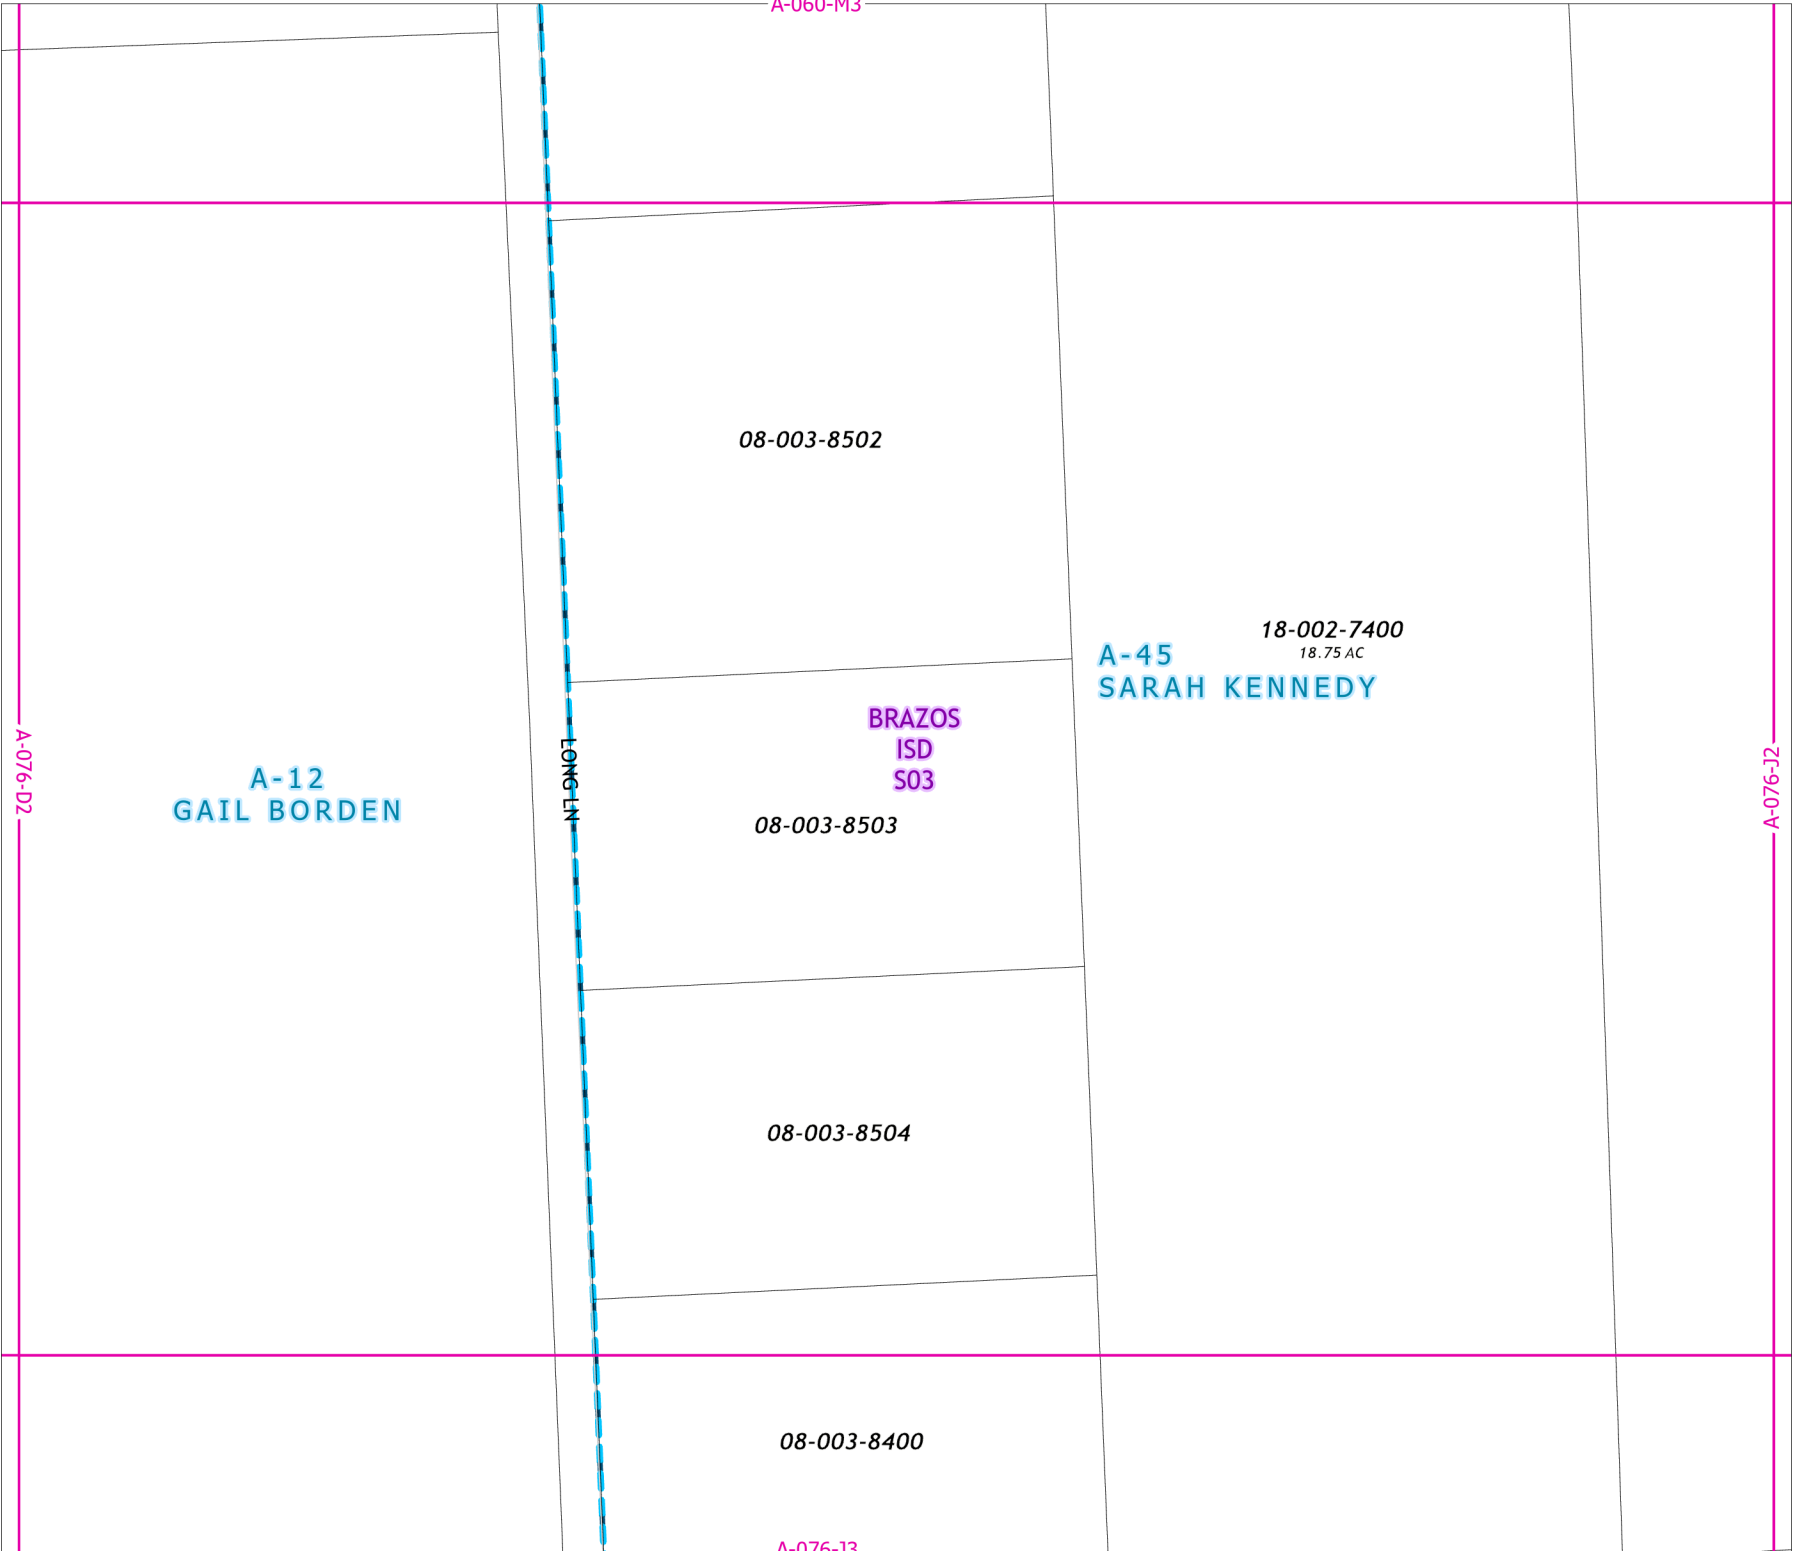 A-060-M3
08-003-8502
18-002-7400
18.75 AC
A-45
SARAH KENNEDY
BRAZOS
ISD
S03
LONG LN
A-076-D2
A-076-J2
A-12
GAIL BORDEN
08-003-8503
08-003-8504
08-003-8400
A-076-J3